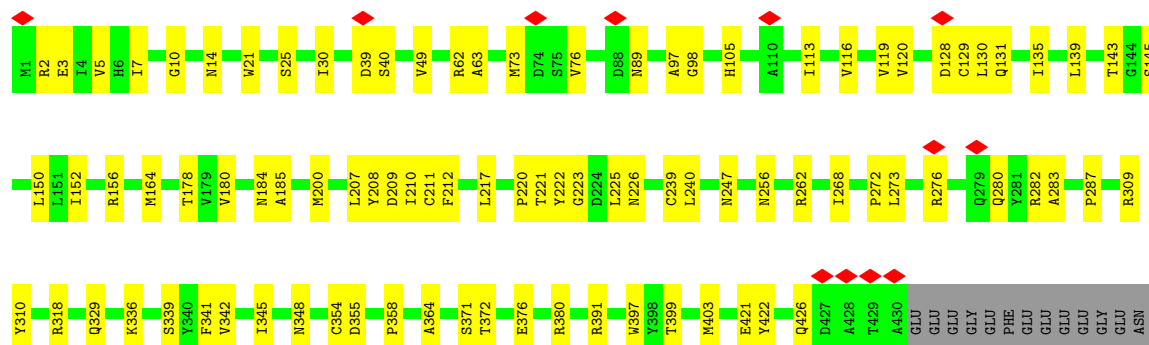 M1 R2 E3 I4 V5 H6 I7 G10 N14 W21 S25 I30 D39 S40 V49 R62 A63 M73 D74 S75 V76 D88 N89 A97 G98 H105 A110 I113 V116 V119 V120 D128 C129 L130 Q131 I135 L139 T143 G144 S145
L150 L151 I152 R156 M164 T178 V179 V180 N184 A185 M200 L207 Y208 D209 I210 C211 F212 L217 P220 T221 Y222 G223 D224 L225 N226 C239 L240 N247 N256 R262 I268 P272 L273 R276 Q279 Q280 Y281 R282 A283 P287 R309
Y310 R318 Q329 K336 S339 Y340 F341 V342 I345 N348 C354 D355 P358 A364 S371 T372 E376 R380 R391 W397 Y398 T399 M403 E421 Y422 Q426 D427 A428 T429 A430 GLU GLU GLU GLY GLU PHE GLU GLU GLU GLU GLY GLU ASN